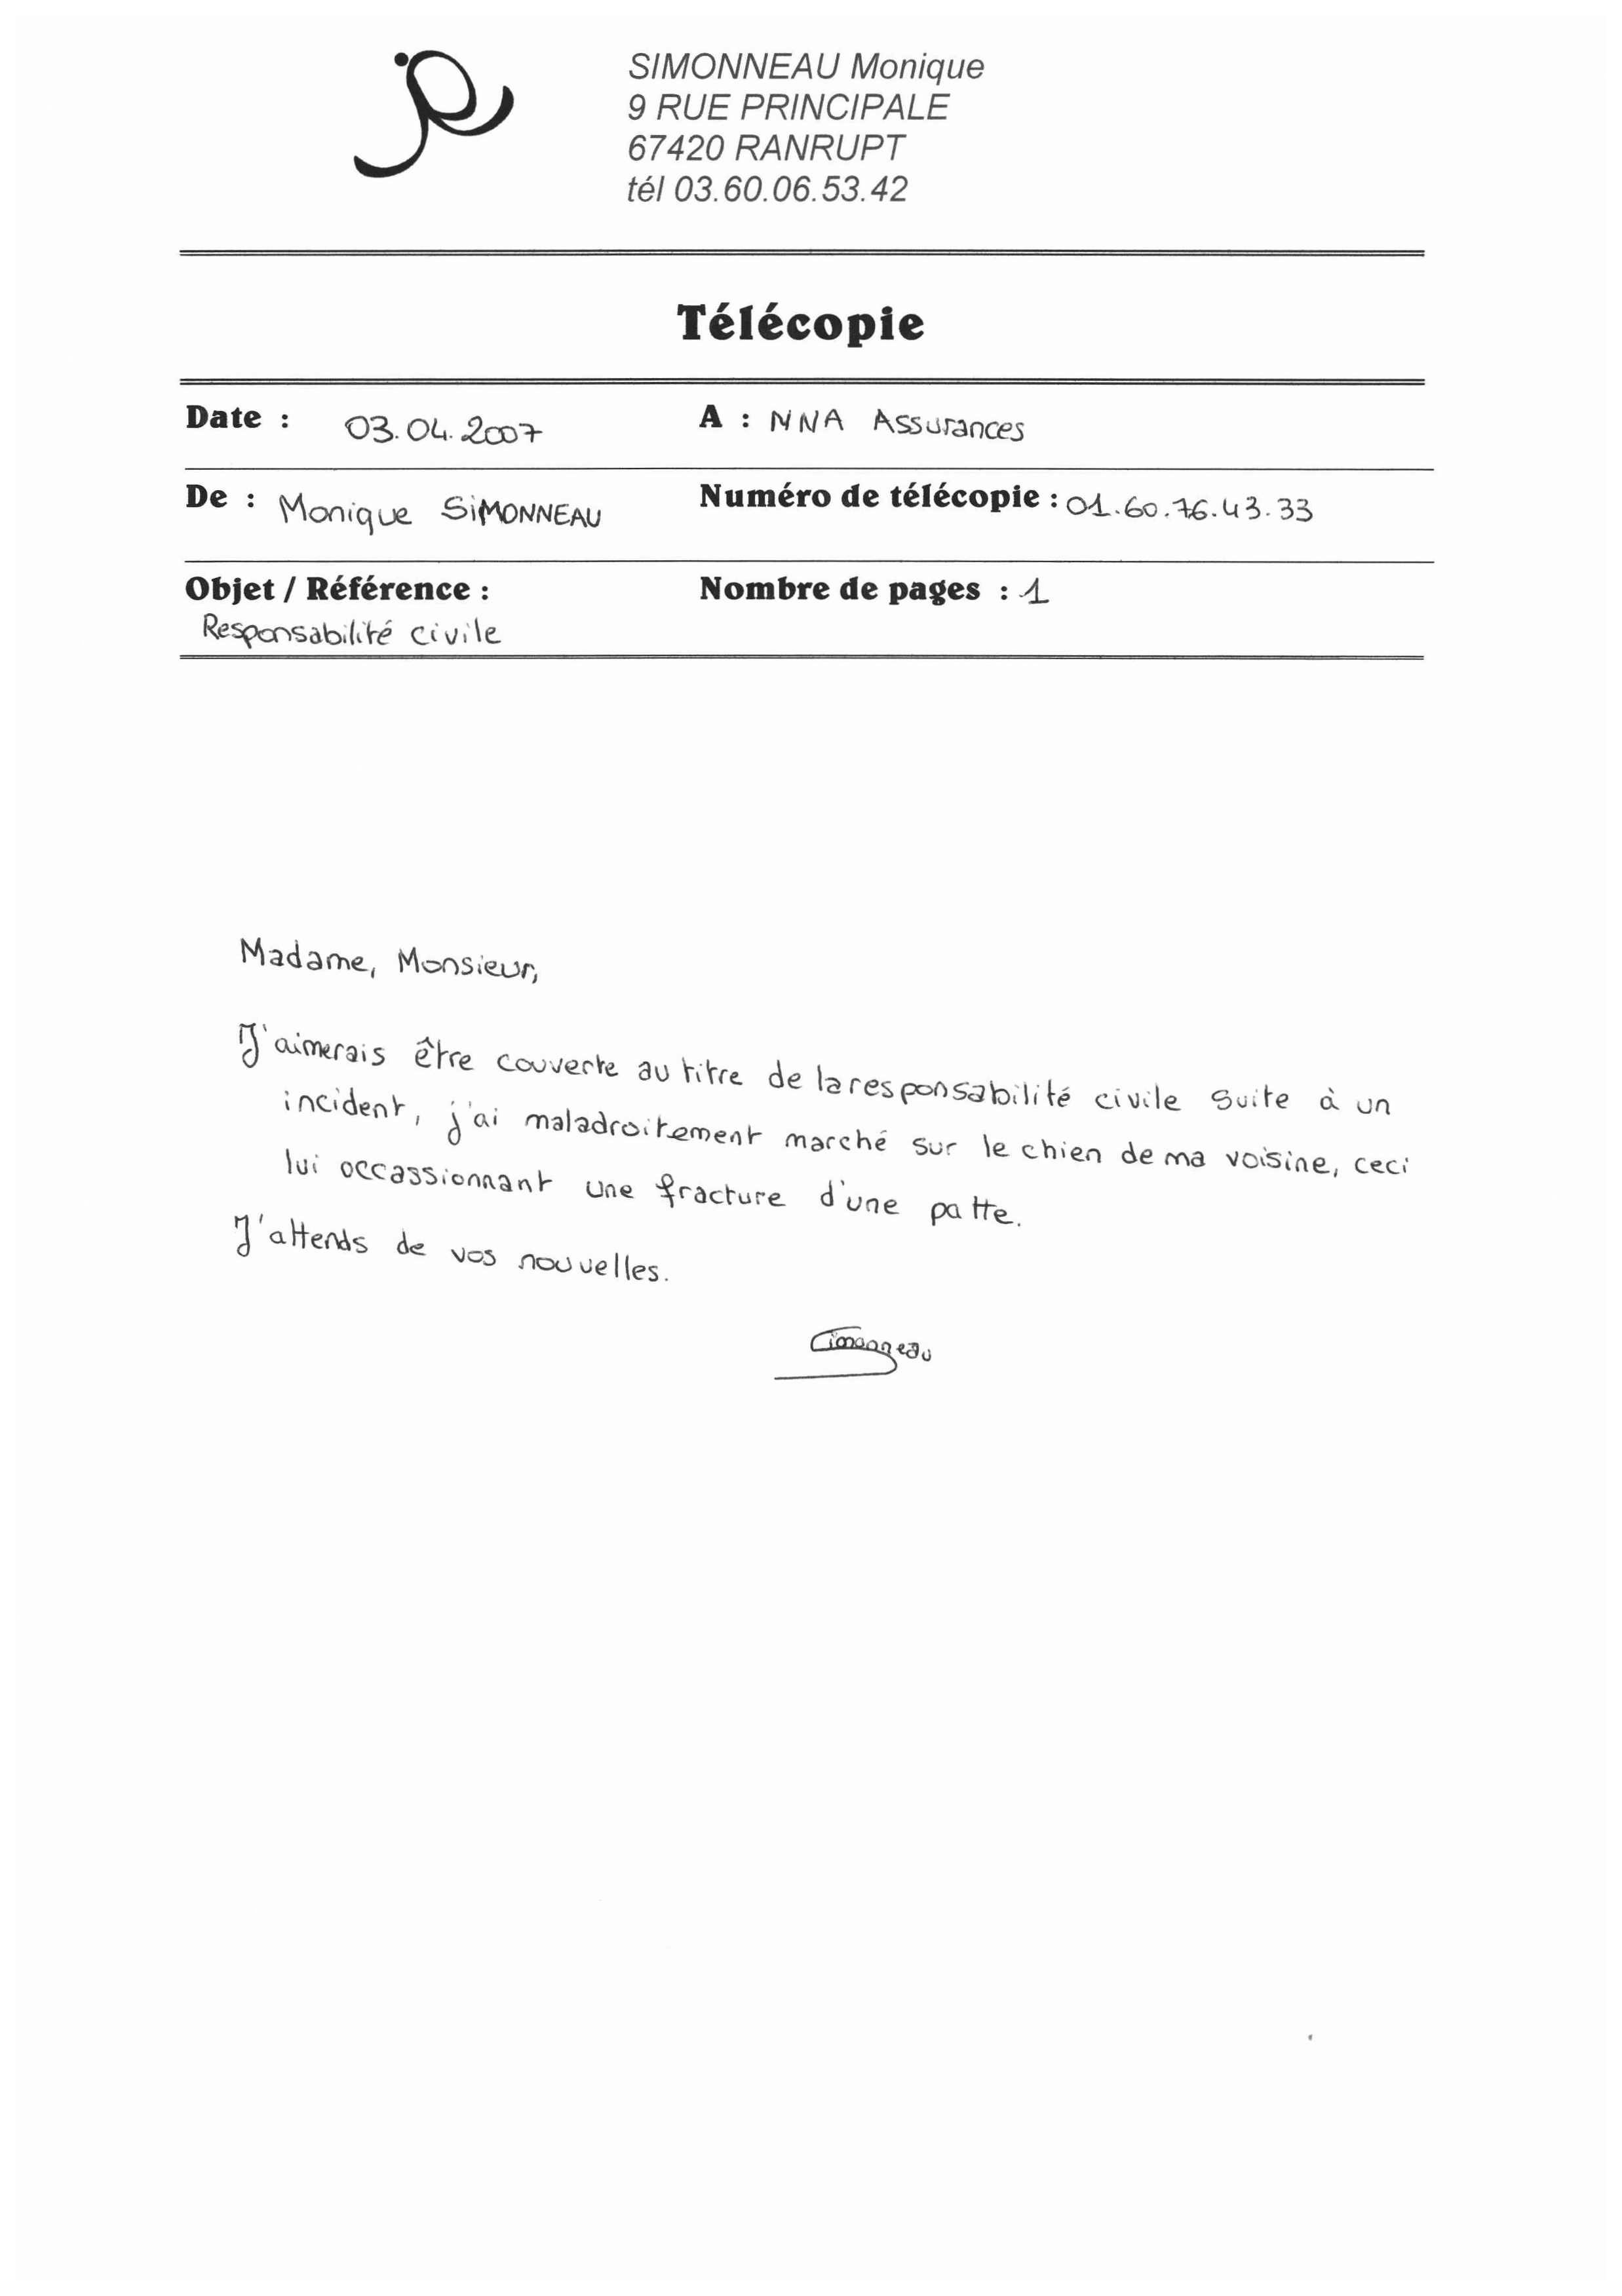 SIMONNEAU Monique
9 RUE PRINCIPALE
67420 RANRUPT
tél 03.60.06.53.42
Télécopie
Date : 03.04.2007 A : NNA Assurances
De : Monique SiMONNEAU Numéro de télécopie : 01.60.76.43.33
Objet / Référence : Nombre de pages : 1
Responsabilité civile
Madame, Monsieur,
J'aimerais être couverte au titre de la responsabilité civile suite à un
incident, j'ai maladroitement marché sur le chien de ma voisine, ceci
lui occassionnant une fracture d'une patte.
J'attends de vos nouvelles.
Simonneau